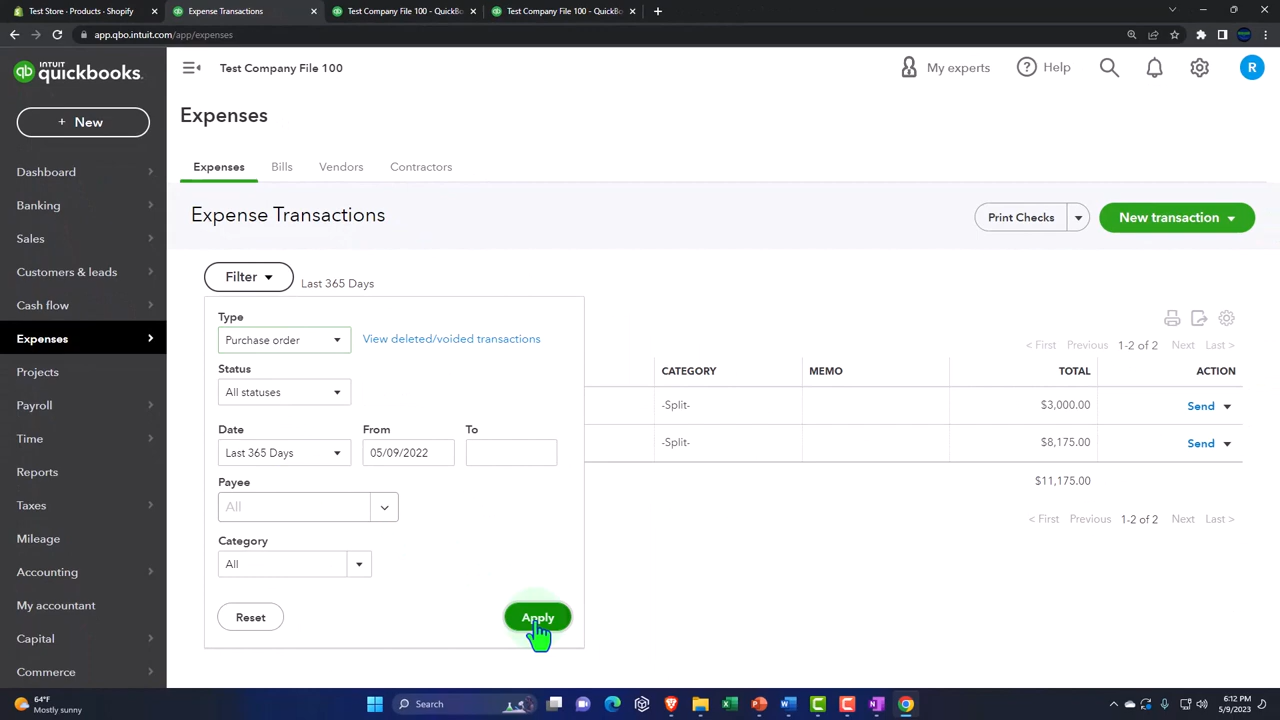 Test Store - Test Store - Shopify
Expenses
Test Company File 100 - QuickBo
Test Company File 100 - QuickBo
app.qbo.intuit.com/app/expenses
INTUIT
quickbooks.
Test Company File 100
My experts
Help
R
+ New
Expenses
Dashboard
Banking
Sales
Customers & leads
Cash flow
Expenses
Projects
Payroll
Time
Reports
Taxes
Mileage
Accounting
My accountant
Capital
Commerce
Expenses Bills Vendors Contractors
Expense Transactions
Print Checks
New transaction
Filter
Last 365 Days
Type
Purchase order
View deleted/voided transactions
Status
All statuses
Date From To
Last 365 Days 05/09/2022
Payee
All
Category
All
Reset Apply
< First Previous 1-2 of 2 Next Last >
CATEGORY MEMO TOTAL ACTION
-Split- $3,000.00 Send
-Split- $8,175.00 Send
$11,175.00
< First Previous 1-2 of 2 Next Last >
64°F
Mostly sunny
Search
6:12 PM
5/9/2023